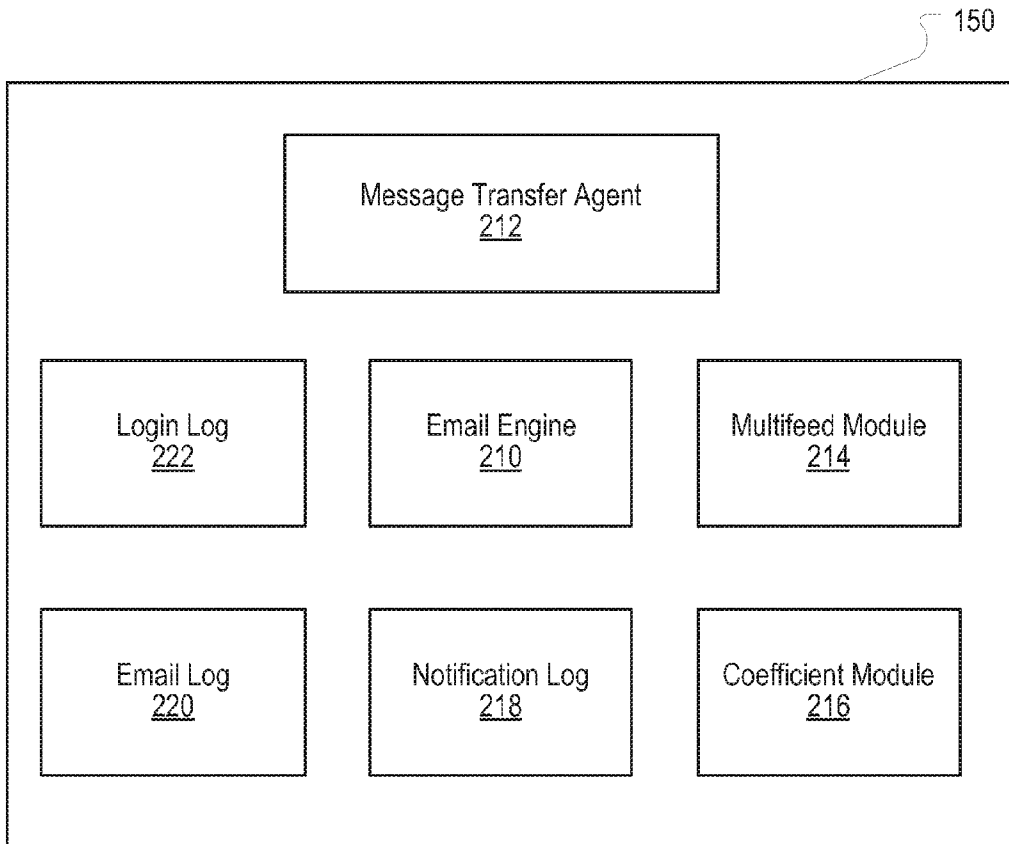 150
Message Transfer Agent
212
Login Log
222
Email Engine
210
Multifeed Module
214
Email Log
220
Notification Log
218
Coefficient Module
216